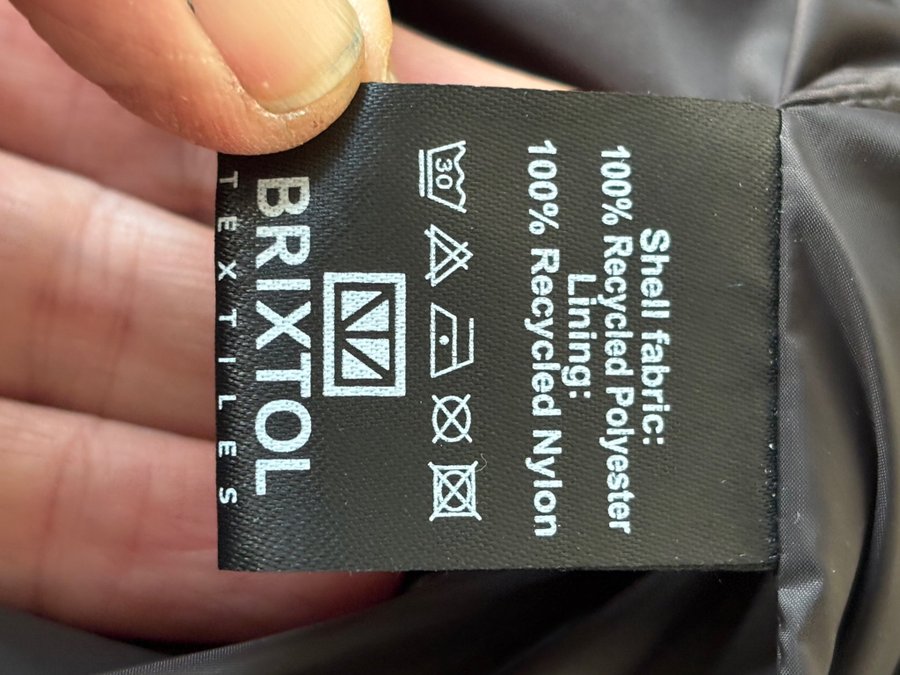 Shell fabric:
100% Recycled Polyester
Lining:
100% Recycled Nylon
30
BRIXTOL
TEXTILES